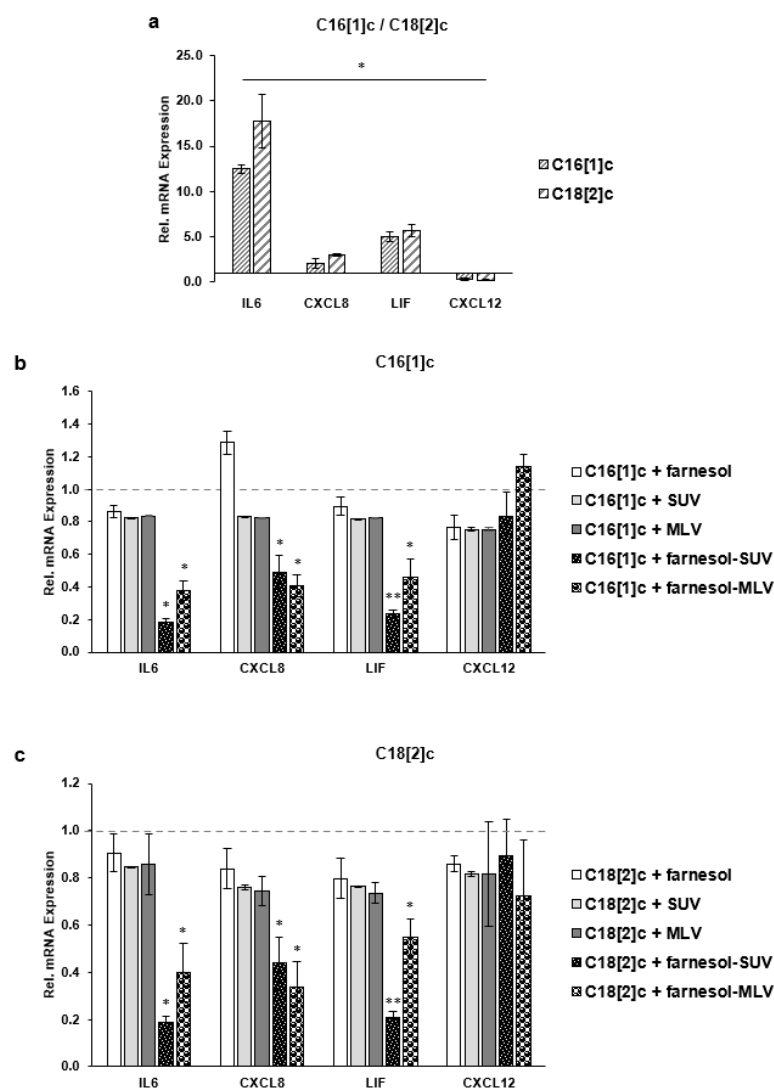 a
C16[1]c / C18[2]c
Rel. mRNA Expression
25.0
20.0
15.0
10.0
5.0
0.0
*
IL6
CXCL8
LIF
CXCL12
C16[1]c
C18[2]c
b
C16[1]c
Rel. mRNA Expression
1.6
1.4
1.2
1.0
0.8
0.6
0.4
0.2
0.0
* *
* *
** *
IL6
CXCL8
LIF
CXCL12
C16[1]c + farnesol
C16[1]c + SUV
C16[1]c + MLV
C16[1]c + farnesol-SUV
C16[1]c + farnesol-MLV
c
C18[2]c
Rel. mRNA Expression
1.2
1.0
0.8
0.6
0.4
0.2
0.0
* *
* *
** *
IL6
CXCL8
LIF
CXCL12
C18[2]c + farnesol
C18[2]c + SUV
C18[2]c + MLV
C18[2]c + farnesol-SUV
C18[2]c + farnesol-MLV